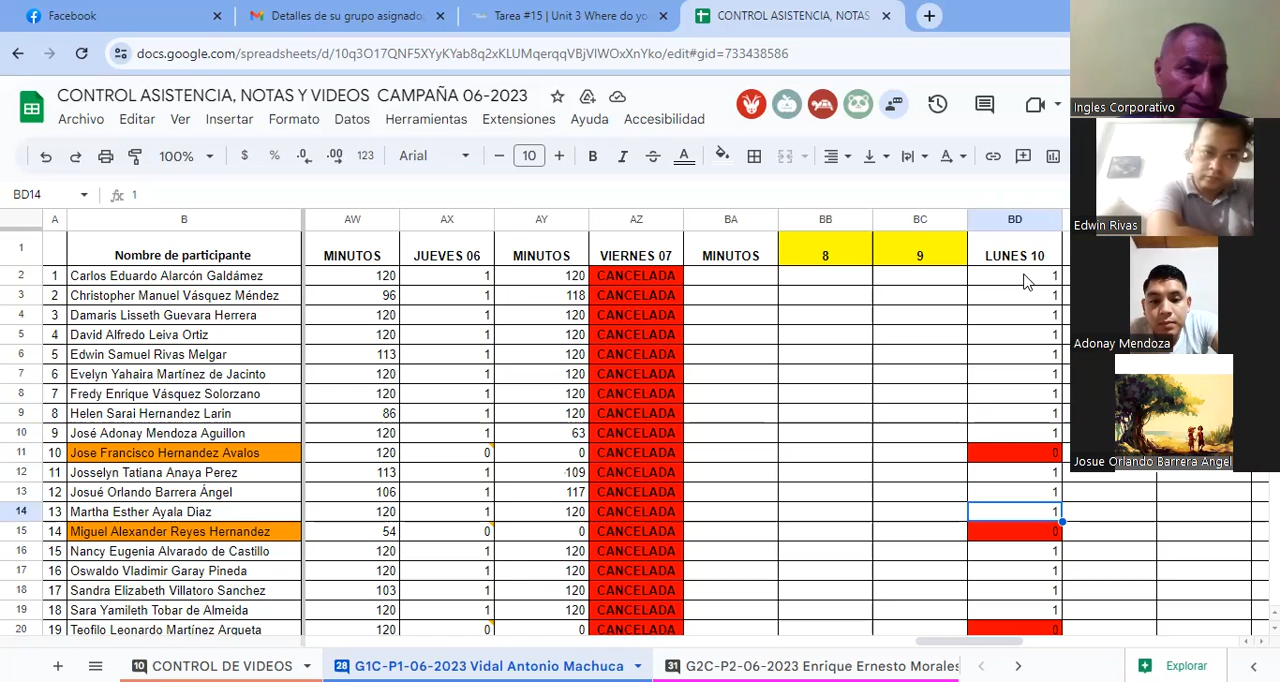 Facebook
Detalles de su grupo asignado
Tarea #15 | Unit 3 Where do yo
CONTROL ASISTENCIA, NOTAS
docs.google.com/spreadsheets/d/10q3O17QNF5XYyKYab8q2xKLUMqerqqVBjVIWOxXnYko/edit#gid=733438586
CONTROL ASISTENCIA, NOTAS Y VIDEOS CAMPAÑA 06-2023
Archivo Editar Ver Insertar Formato Datos Herramientas Extensiones Ayuda Accesibilidad
100% $ % .0 .00 123 Arial 10 B I S A
BD14 fx 1
A B AW AX AY AZ BA BB BC BD
1 Nombre de participante MINUTOS JUEVES 06 MINUTOS VIERNES 07 MINUTOS 8 9 LUNES 10
2 1 Carlos Eduardo Alarcón Galdámez 120 1 120 CANCELADA 1
3 2 Christopher Manuel Vásquez Méndez 96 1 118 CANCELADA 1
4 3 Damaris Lisseth Guevara Herrera 120 1 120 CANCELADA 1
5 4 David Alfredo Leiva Ortiz 120 1 120 CANCELADA 1
6 5 Edwin Samuel Rivas Melgar 113 1 120 CANCELADA 1
7 6 Evelyn Yahaira Martínez de Jacinto 120 1 120 CANCELADA 1
8 7 Fredy Enrique Vásquez Solorzano 120 1 120 CANCELADA 1
9 8 Helen Sarai Hernandez Larin 86 1 120 CANCELADA 1
10 9 José Adonay Mendoza Aguillon 120 1 63 CANCELADA 1
11 10 Jose Francisco Hernandez Avalos 120 0 0 CANCELADA 0
12 11 Josselyn Tatiana Anaya Perez 113 1 109 CANCELADA 1
13 12 Josué Orlando Barrera Ángel 106 1 117 CANCELADA 1
14 13 Martha Esther Ayala Diaz 120 1 120 CANCELADA 1
15 14 Miguel Alexander Reyes Hernandez 54 0 0 CANCELADA 0
16 15 Nancy Eugenia Alvarado de Castillo 120 1 120 CANCELADA 1
17 16 Oswaldo Vladimir Garay Pineda 120 1 120 CANCELADA 1
18 17 Sandra Elizabeth Villatoro Sanchez 103 1 120 CANCELADA 1
19 18 Sara Yamileth Tobar de Almeida 120 1 120 CANCELADA 1
20 19 Teofilo Leonardo Martínez Argueta 120 0 0 CANCELADA 0
10 CONTROL DE VIDEOS 28 G1C-P1-06-2023 Vidal Antonio Machuca 31 G2C-P2-06-2023 Enrique Ernesto Morales
Explorar
Ingles Corporativo
Edwin Rivas
Adonay Mendoza
Josue Orlando Barrera Angel